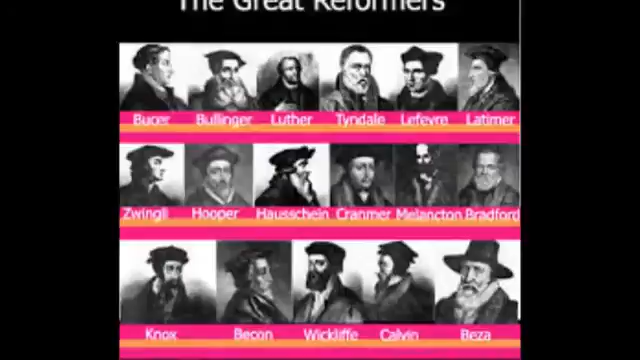 The Great Reformers
Bucer Bullinger Luther Tyndale Lefevre Latimer
Zwingli Hooper Hausschein Cranmer Melancton Bradford
Knox Becon Wickliffe Calvin Beza